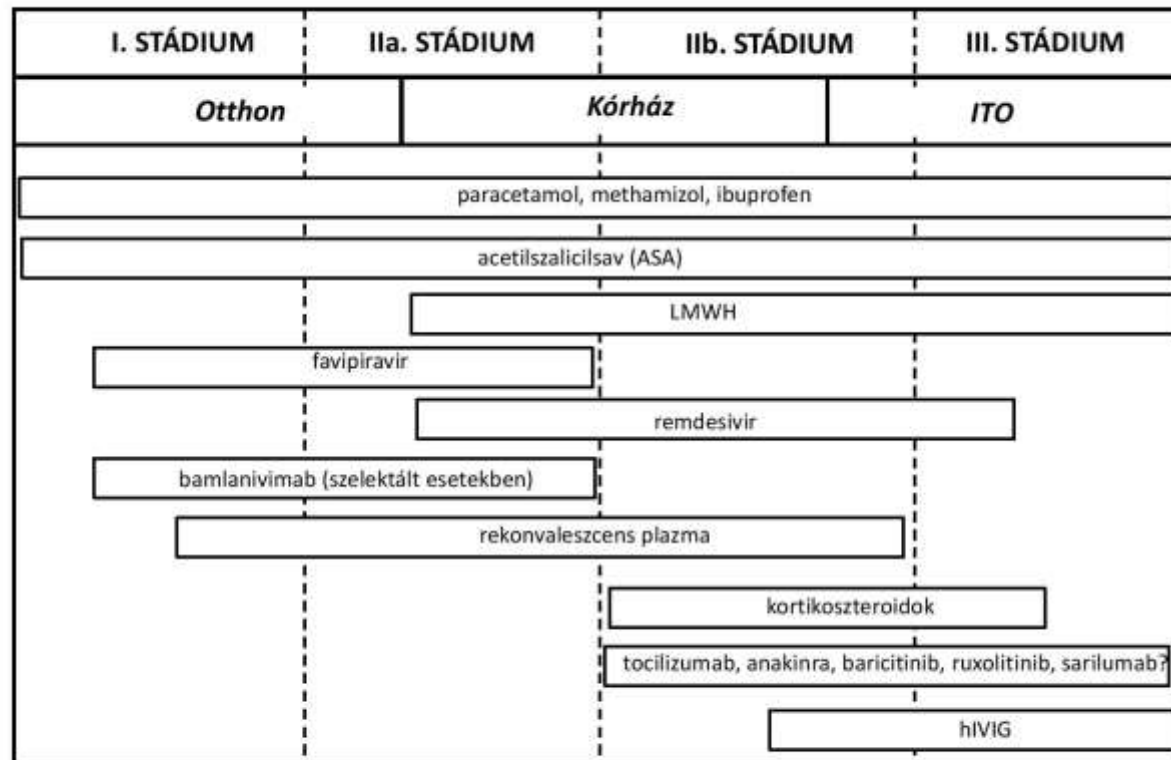 I. STÁDIUM IIa. STÁDIUM IIb. STÁDIUM III. STÁDIUM
Otthon Kórház ITO
paracetamol, methamizol, ibuprofen
acetilszalicilsav (ASA)
LMWH
favipiravir
remdesivir
bamlanivimab (szelektált esetekben)
rekonvaleszcens plazma
kortikoszteroidok
tocilizumab, anakinra, baricitinib, ruxolitinib, sarilumab?
hIVIG